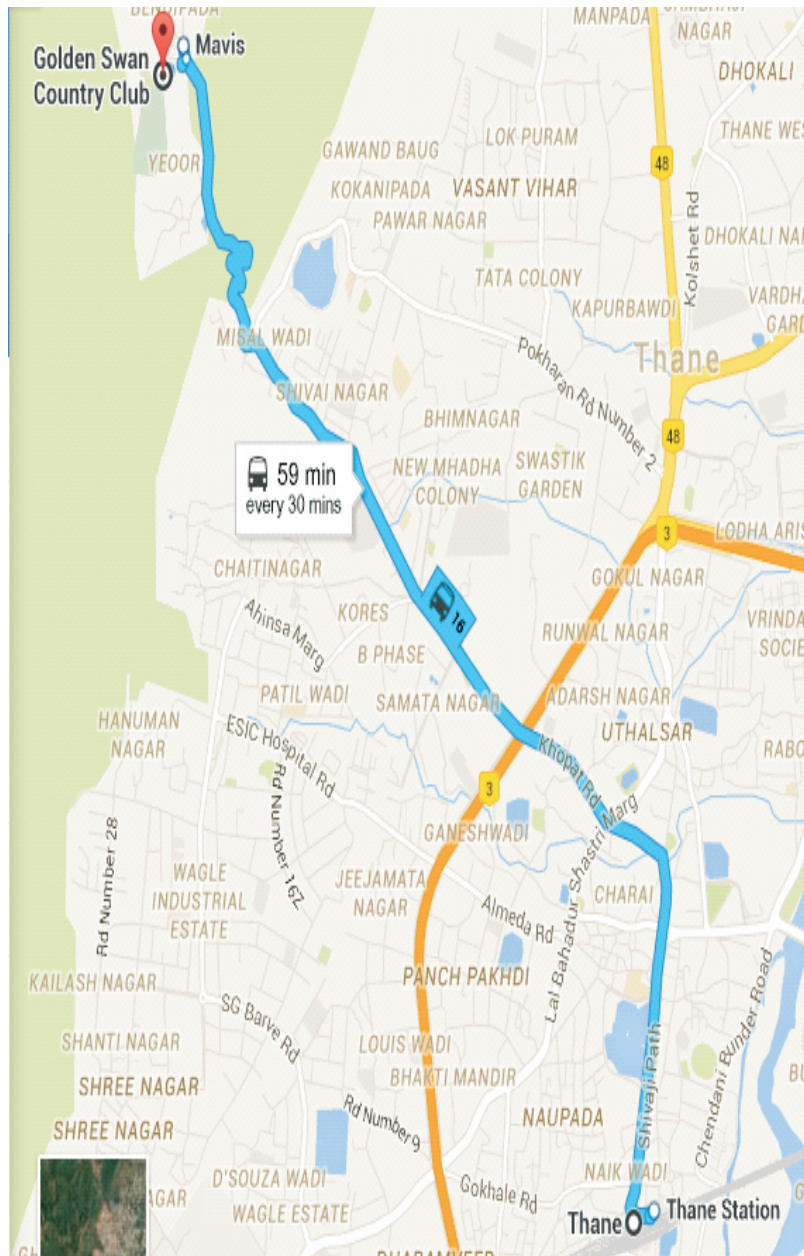 BENDIPADA
Mavis
Golden Swan
Country Club
MANPADA
NAGAR
DHOKALI
THANE WES
YEOOR
GAWAND BAUG
LOK PURAM
48
KOKANIPADA
VASANT VIHAR
PAWAR NAGAR
Kolshet Rd
DHOKALI NA
TATA COLONY
KAPURBAWDI
VARDHA
GARD
MISAL WADI
Pokharan Rd Number 2
Thane
SHIVAI NAGAR
BHIMNAGAR
48
59 min
every 30 mins
NEW MHADHA
COLONY
SWASTIK
GARDEN
3
LODHA ARIS
CHAITINAGAR
GOKUL NAGAR
16
Ahinsa Marg
KORES
RUNWAL NAGAR
VRINDA
SOCIE
B PHASE
PATIL WADI
SAMATA NAGAR
ADARSH NAGAR
HANUMAN
NAGAR
ESIC Hospital Rd
UTHALSAR
RABO
Khopat Rd
Rd Number 16Z
3
Rd Number 28
GANESHWADI
Lal Bahadur Shastri Marg
WAGLE
INDUSTRIAL
ESTATE
JEEJAMATA
NAGAR
CHARAI
Almeda Rd
PANCH PAKHDI
KAILASH NAGAR
SG Barve Rd
Chendani Bunder Road
SHANTI NAGAR
LOUIS WADI
Shivaji Path
SHREE NAGAR
BHAKTI MANDIR
BU
Rd Number 9
NAUPADA
SHREE NAGAR
D'SOUZA WADI
NAIK WADI
AGAR
WAGLE ESTATE
Gokhale Rd
Thane
Thane Station
DHARAMVEER